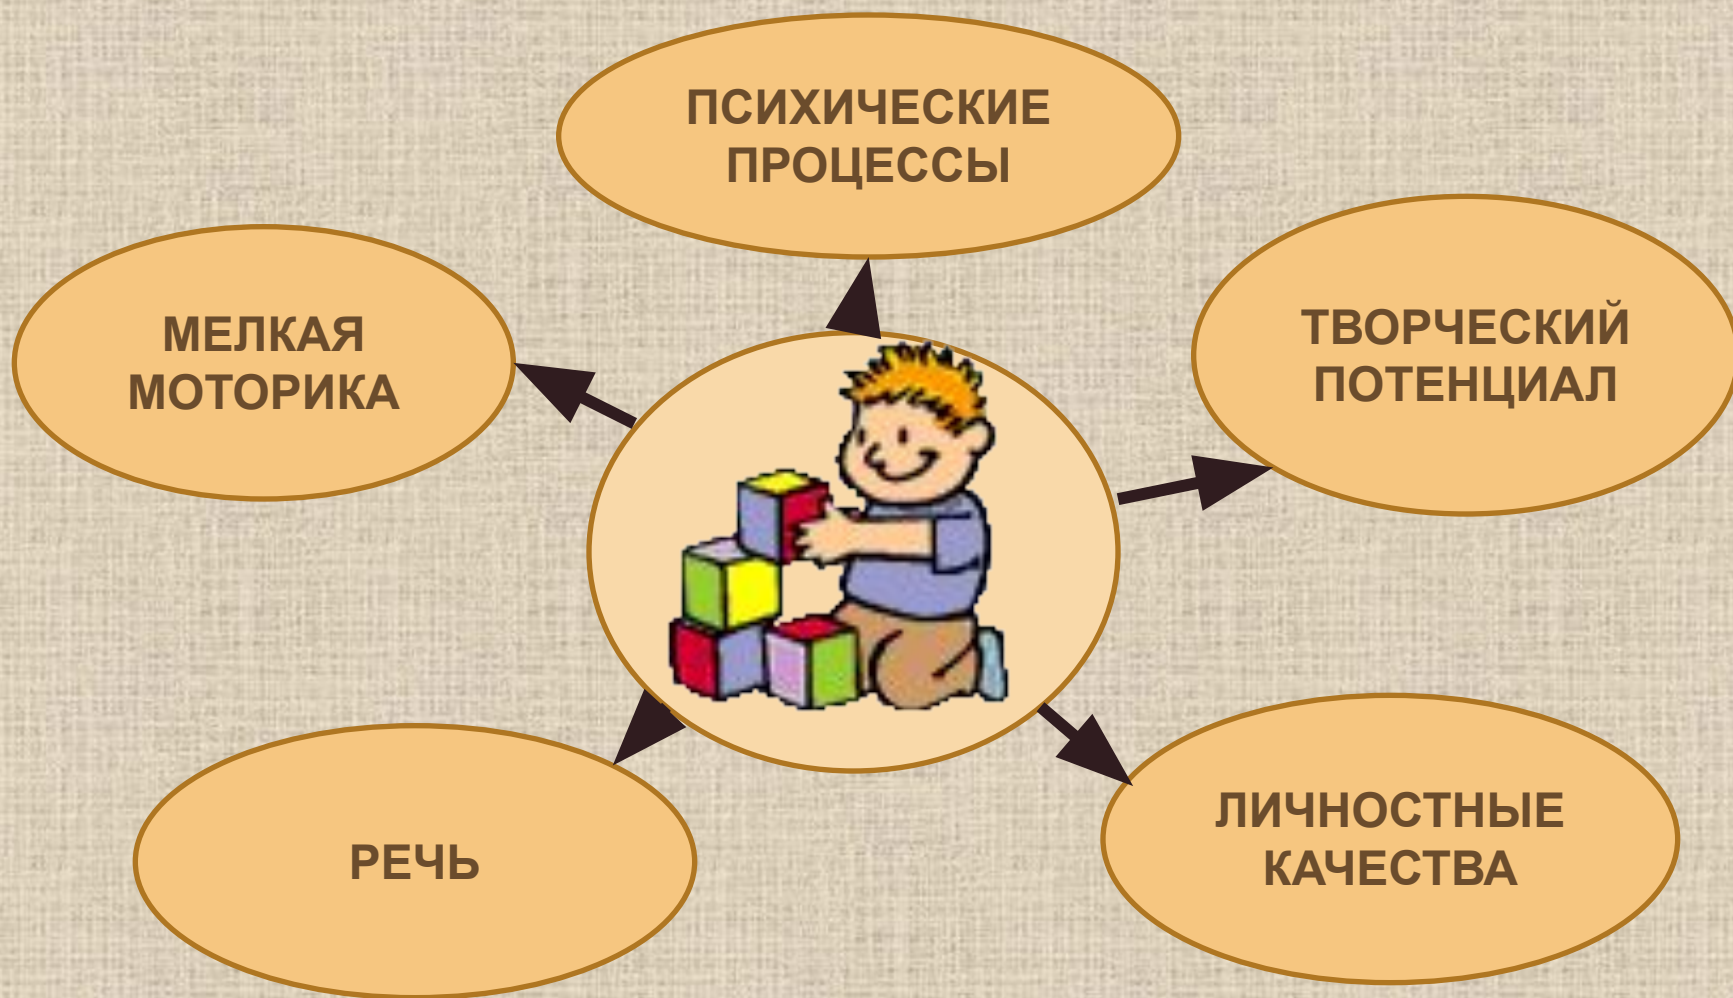 ПСИХИЧЕСКИЕ
ПРОЦЕССЫ
МЕЛКАЯ
МОТОРИКА
ТВОРЧЕСКИЙ
ПОТЕНЦИАЛ
РЕЧЬ
ЛИЧНОСТНЫЕ
КАЧЕСТВА